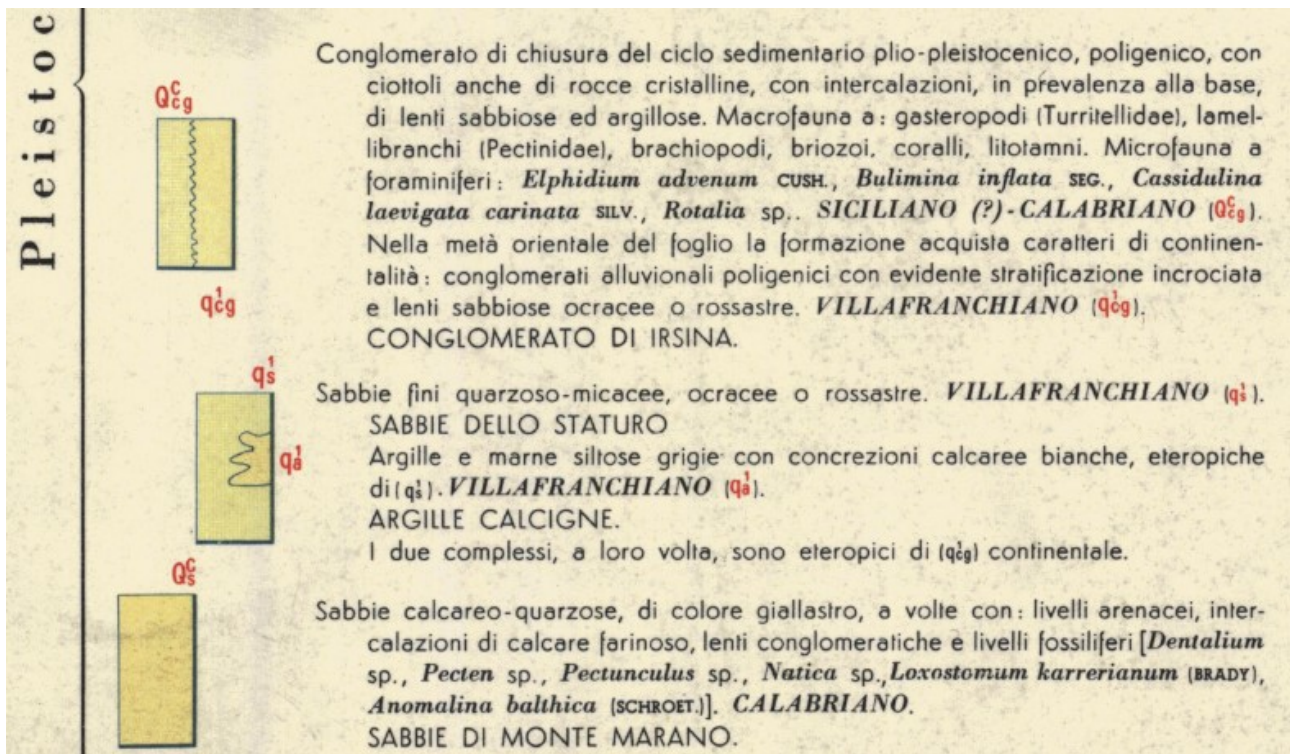 Pleistoc
Q^c_cg
Conglomerato di chiusura del ciclo sedimentario plio-pleistocenico, poligenico, con
ciottoli anche di rocce cristalline, con intercalazioni, in prevalenza alla base,
di lenti sabbiose ed argillose. Macrofauna a: gasteropodi (Turritellidae), lamel-
libranchi (Pectinidae), brachiopodi, briozoi, coralli, litotamni. Microfauna a
foraminiferi: Elphidium advenum CUSH., Bulimina inflata SEG., Cassidulina
laevigata carinata SILV., Rotalia sp.. SICILIANO (?)-CALABRIANO (Q^c_cg).
Nella metà orientale del foglio la formazione acquista caratteri di continen-
talità: conglomerati alluvionali poligenici con evidente stratificazione incrociata
q^1_cg
e lenti sabbiose ocracee o rossastre. VILLAFRANCHIANO (q^1_cg).
CONGLOMERATO DI IRSINA.
q^1_s
Sabbie fini quarzoso-micacee, ocracee o rossastre. VILLAFRANCHIANO (q^1_s).
SABBIE DELLO STATURO
q^1_a
Argille e marne siltose grigie con concrezioni calcaree bianche, eteropiche
di (q^1_s). VILLAFRANCHIANO (q^1_a).
ARGILLE CALCIGNE.
I due complessi, a loro volta, sono eteropici di (q^1_cg) continentale.
Q^c_s
Sabbie calcareo-quarzose, di colore giallastro, a volte con: livelli arenacei, inter-
calazioni di calcare farinoso, lenti conglomeratiche e livelli fossiliferi [Dentalium
sp., Pecten sp., Pectunculus sp., Natica sp., Loxostomum karrerianum (BRADY),
Anomalina balthica (SCHROET.)]. CALABRIANO.
SABBIE DI MONTE MARANO.